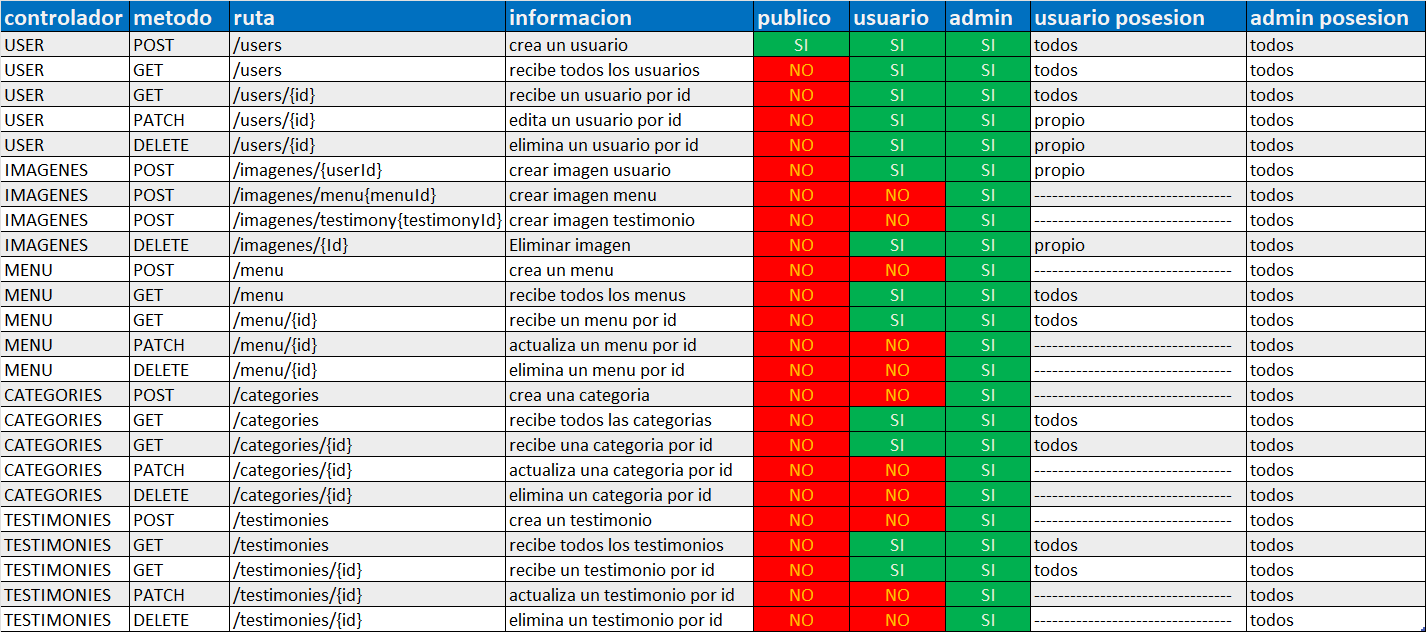 controlador metodo ruta informacion publico usuario admin usuario posesion admin posesion
USER POST /users crea un usuario SI SI SI todos todos
USER GET /users recibe todos los usuarios NO SI SI todos todos
USER GET /users/{id} recibe un usuario por id NO SI SI todos todos
USER PATCH /users/{id} edita un usuario por id NO SI SI propio todos
USER DELETE /users/{id} elimina un usuario por id NO SI SI propio todos
IMAGENES POST /imagenes/{userId} crear imagen usuario NO SI SI propio todos
IMAGENES POST /imagenes/menu{menuId} crear imagen menu NO NO SI --------------------------------- todos
IMAGENES POST /imagenes/testimony{testimonyId} crear imagen testimonio NO NO SI --------------------------------- todos
IMAGENES DELETE /imagenes/{Id} Eliminar imagen NO SI SI propio todos
MENU POST /menu crea un menu NO NO SI --------------------------------- todos
MENU GET /menu recibe todos los menus NO SI SI todos todos
MENU GET /menu/{id} recibe un menu por id NO SI SI todos todos
MENU PATCH /menu/{id} actualiza un menu por id NO NO SI --------------------------------- todos
MENU DELETE /menu/{id} elimina un menu por id NO NO SI --------------------------------- todos
CATEGORIES POST /categories crea una categoria NO NO SI --------------------------------- todos
CATEGORIES GET /categories recibe todos las categorias NO SI SI todos todos
CATEGORIES GET /categories/{id} recibe una categoria por id NO SI SI todos todos
CATEGORIES PATCH /categories/{id} actualiza una categoria por id NO NO SI --------------------------------- todos
CATEGORIES DELETE /categories/{id} elimina un categoria por id NO NO SI --------------------------------- todos
TESTIMONIES POST /testimonies crea un testimonio NO NO SI --------------------------------- todos
TESTIMONIES GET /testimonies recibe todos los testimonios NO SI SI todos todos
TESTIMONIES GET /testimonies/{id} recibe un testimonio por id NO SI SI todos todos
TESTIMONIES PATCH /testimonies/{id} actualiza un testimonio por id NO NO SI --------------------------------- todos
TESTIMONIES DELETE /testimonies/{id} elimina un testimonio por id NO NO SI --------------------------------- todos